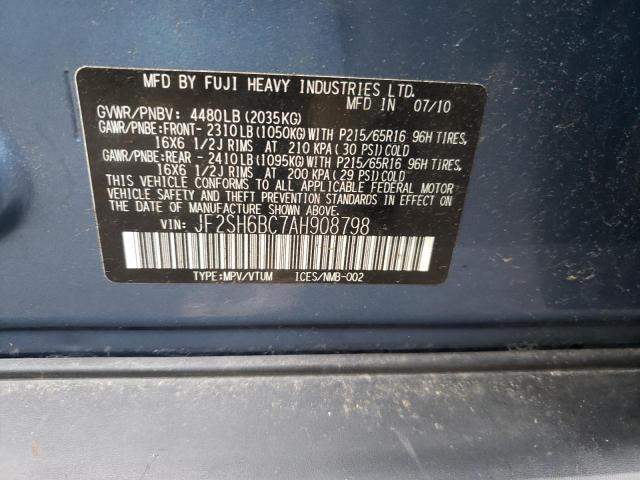 MFD BY FUJI HEAVY INDUSTRIES LTD.
MFD IN 07/10
GVWR/PNBV: 4480LB (2035KG)
GAWR/PNBE:FRONT- 2310LB (1050KG) WITH P215/65R16 96H TIRES,
16X6 1/2J RIMS AT 210 KPA (30 PSI) COLD
GAWR/PNBE:REAR - 2410LB (1095KG) WITH P215/65R16 96H TIRES,
16X6 1/2J RIMS AT 200 KPA (29 PSI) COLD
THIS VEHICLE CONFORMS TO ALL APPLICABLE FEDERAL MOTOR
VEHICLE SAFETY AND THEFT PREVENTION STANDARDS IN EFFECT ON
THE DATE OF MANUFACTURE SHOWN ABOVE.
VIN: JF2SH6BC7AH908798
TYPE:MPV/VTUM ICES/NMB-002